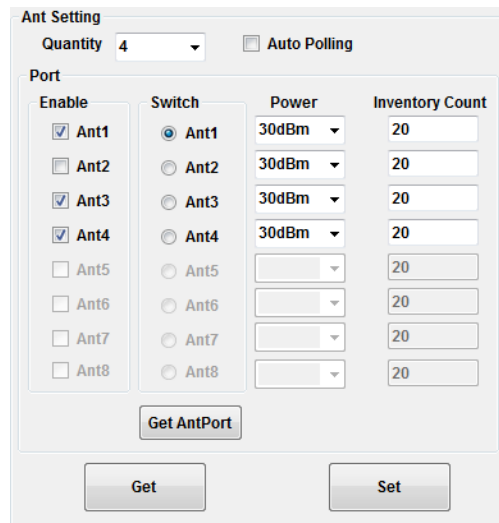 Ant Setting
Quantity 4 Auto Polling
Port
Enable Switch Power Inventory Count
Ant1 Ant1 30dBm 20
Ant2 Ant2 30dBm 20
Ant3 Ant3 30dBm 20
Ant4 Ant4 30dBm 20
Ant5 Ant5 20
Ant6 Ant6 20
Ant7 Ant7 20
Ant8 Ant8 20
Get AntPort
Get Set